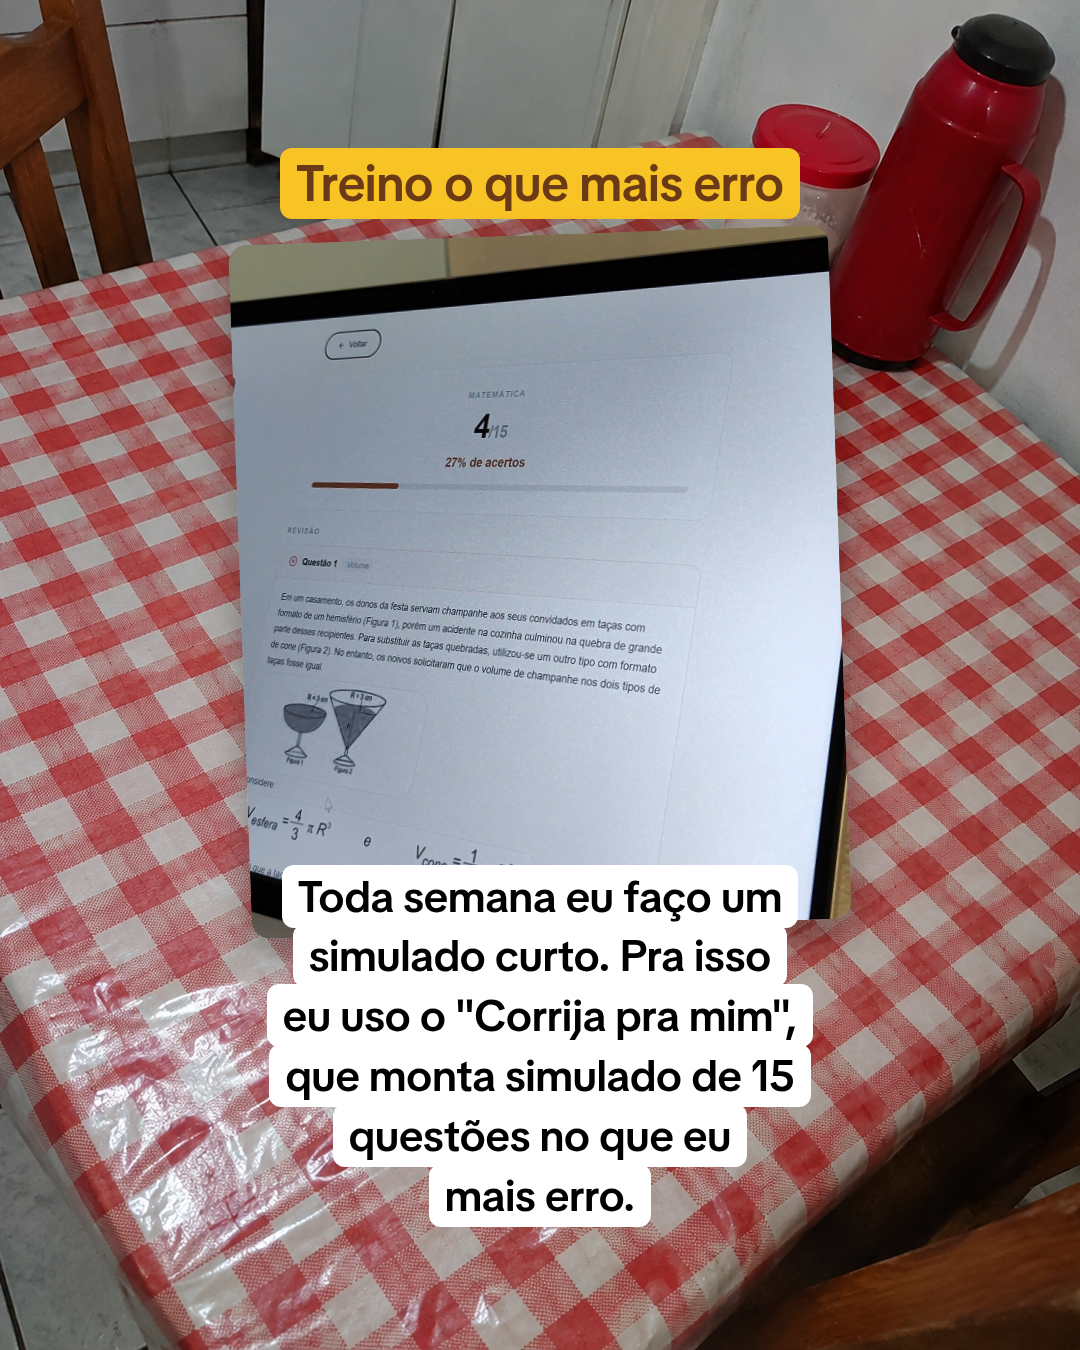 Treino o que mais erro
← Voltar
MATEMÁTICA
4/15
27% de acertos
REVISÃO
Questão 1 Volume
Em um casamento, os donos da festa serviam champanhe aos seus convidados em taças com
formato de um hemisfério (Figura 1), porém um acidente na cozinha culminou na quebra de grande
parte desses recipientes. Para substituir as taças quebradas, utilizou-se um outro tipo com formato
de cone (Figura 2). No entanto, os noivos solicitaram que o volume de champanhe nos dois tipos de
taças fosse igual.
R = 3 cm
R = 3 cm
Figura 1
Figura 2
onsidere:
Vesfera = 4/3 π R³ e Vcone = 1
que a ta
Toda semana eu faço um
simulado curto. Pra isso
eu uso o "Corrija pra mim",
que monta simulado de 15
questões no que eu
mais erro.